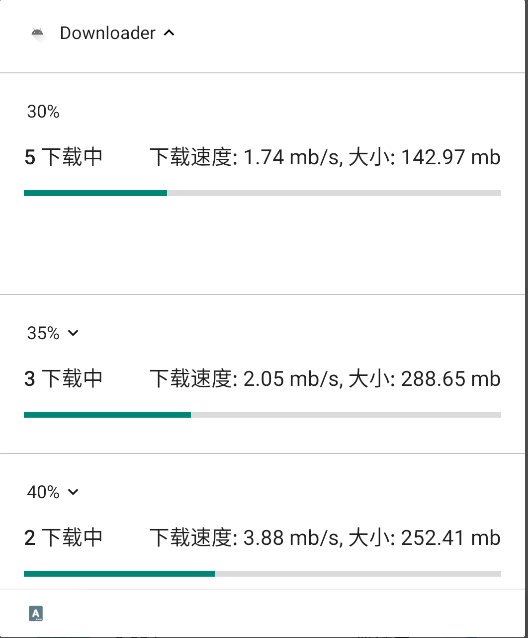 Downloader
30%
5 下载中 下载速度: 1.74 mb/s, 大小: 142.97 mb
35%
3 下载中 下载速度: 2.05 mb/s, 大小: 288.65 mb
40%
2 下载中 下载速度: 3.88 mb/s, 大小: 252.41 mb
A